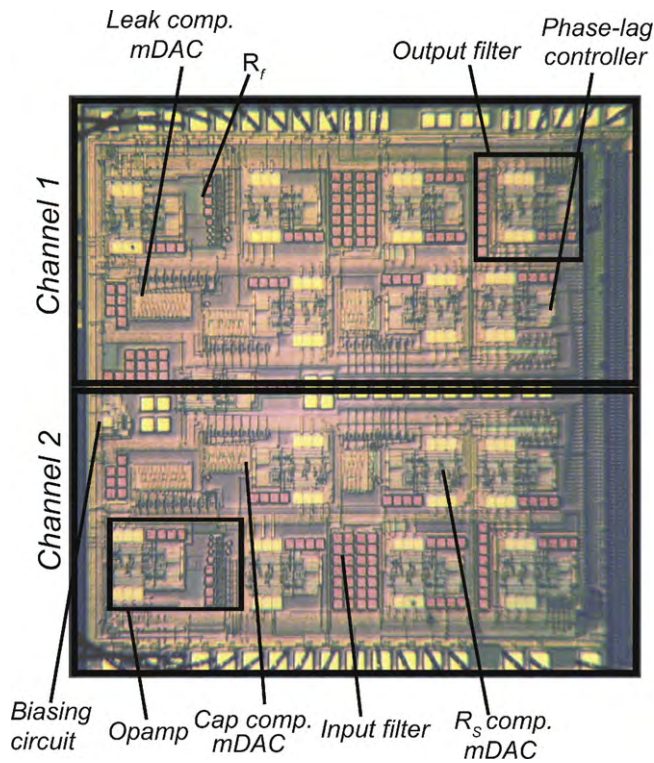 Leak comp.
mDAC
R_f
Output filter
Phase-lag
controller
Channel 1
Channel 2
Biasing
circuit
Opamp
Cap comp.
mDAC
Input filter
R_S comp.
mDAC